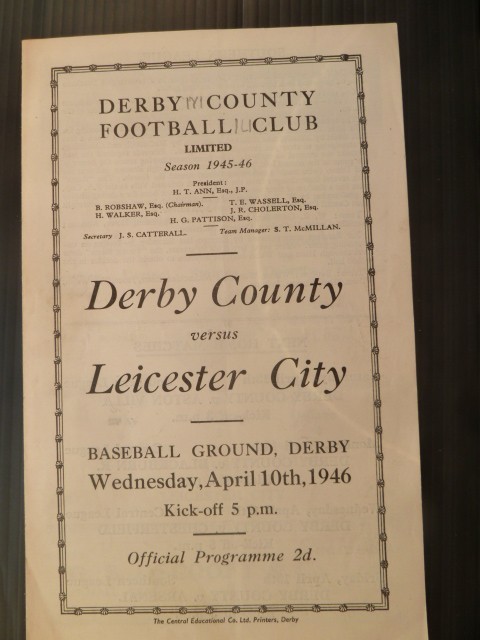 DERBY COUNTY
FOOTBALL CLUB
LIMITED
Season 1945-46
President:
H. T. ANN, Esq., J.P.
B. ROBSHAW, Esq. (Chairman). T. E. WASSELL, Esq.
H. WALKER, Esq. J. R. CHOLERTON, Esq.
H. G. PATTISON, Esq.
Secretary J. S. CATTERALL. Team Manager: S. T. McMILLAN.
Derby County
versus
Leicester City
BASEBALL GROUND, DERBY
Wednesday, April 10th, 1946
Kick-off 5 p.m.
Official Programme 2d.
The Central Educational Co. Ltd. Printers, Derby